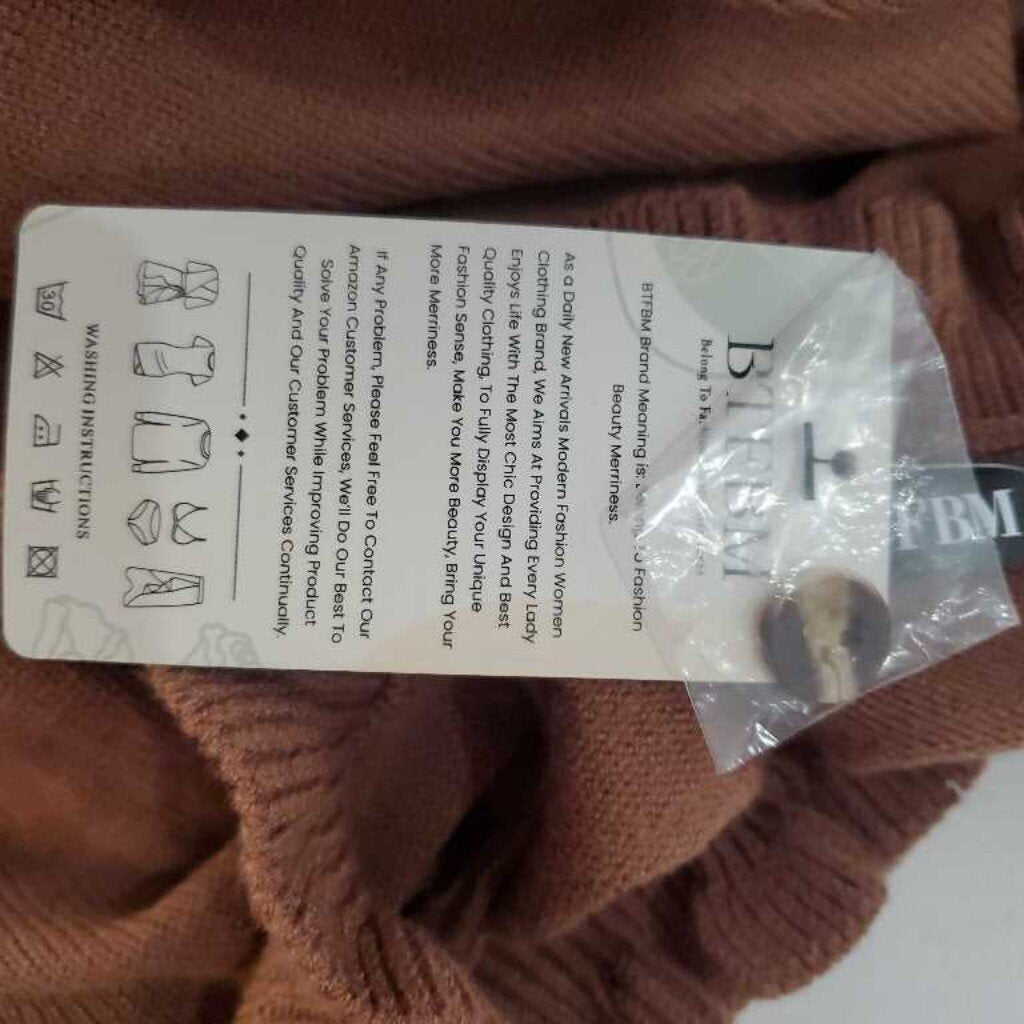 BTFBM
Belong To Fa
BTFBM Brand Meaning is: Fashion
Beauty Merriness.
As a Daily New Arrivals Modern Fashion Women
Clothing Brand, We Aims At Providing Every Lady
Enjoys Life With The Most Chic Design And Best
Quality Clothing, To Fully Display Your Unique
Fashion Sense, Make You More Beauty, Bring Your
More Merriness.
If Any Problem, Please Feel Free To Contact Our
Amazon Customer Services, We'll Do Our Best To
Solve Your Problem While Improving Product
Quality And Our Customer Services Continually.
WASHING INSTRUCTIONS
30
FBM